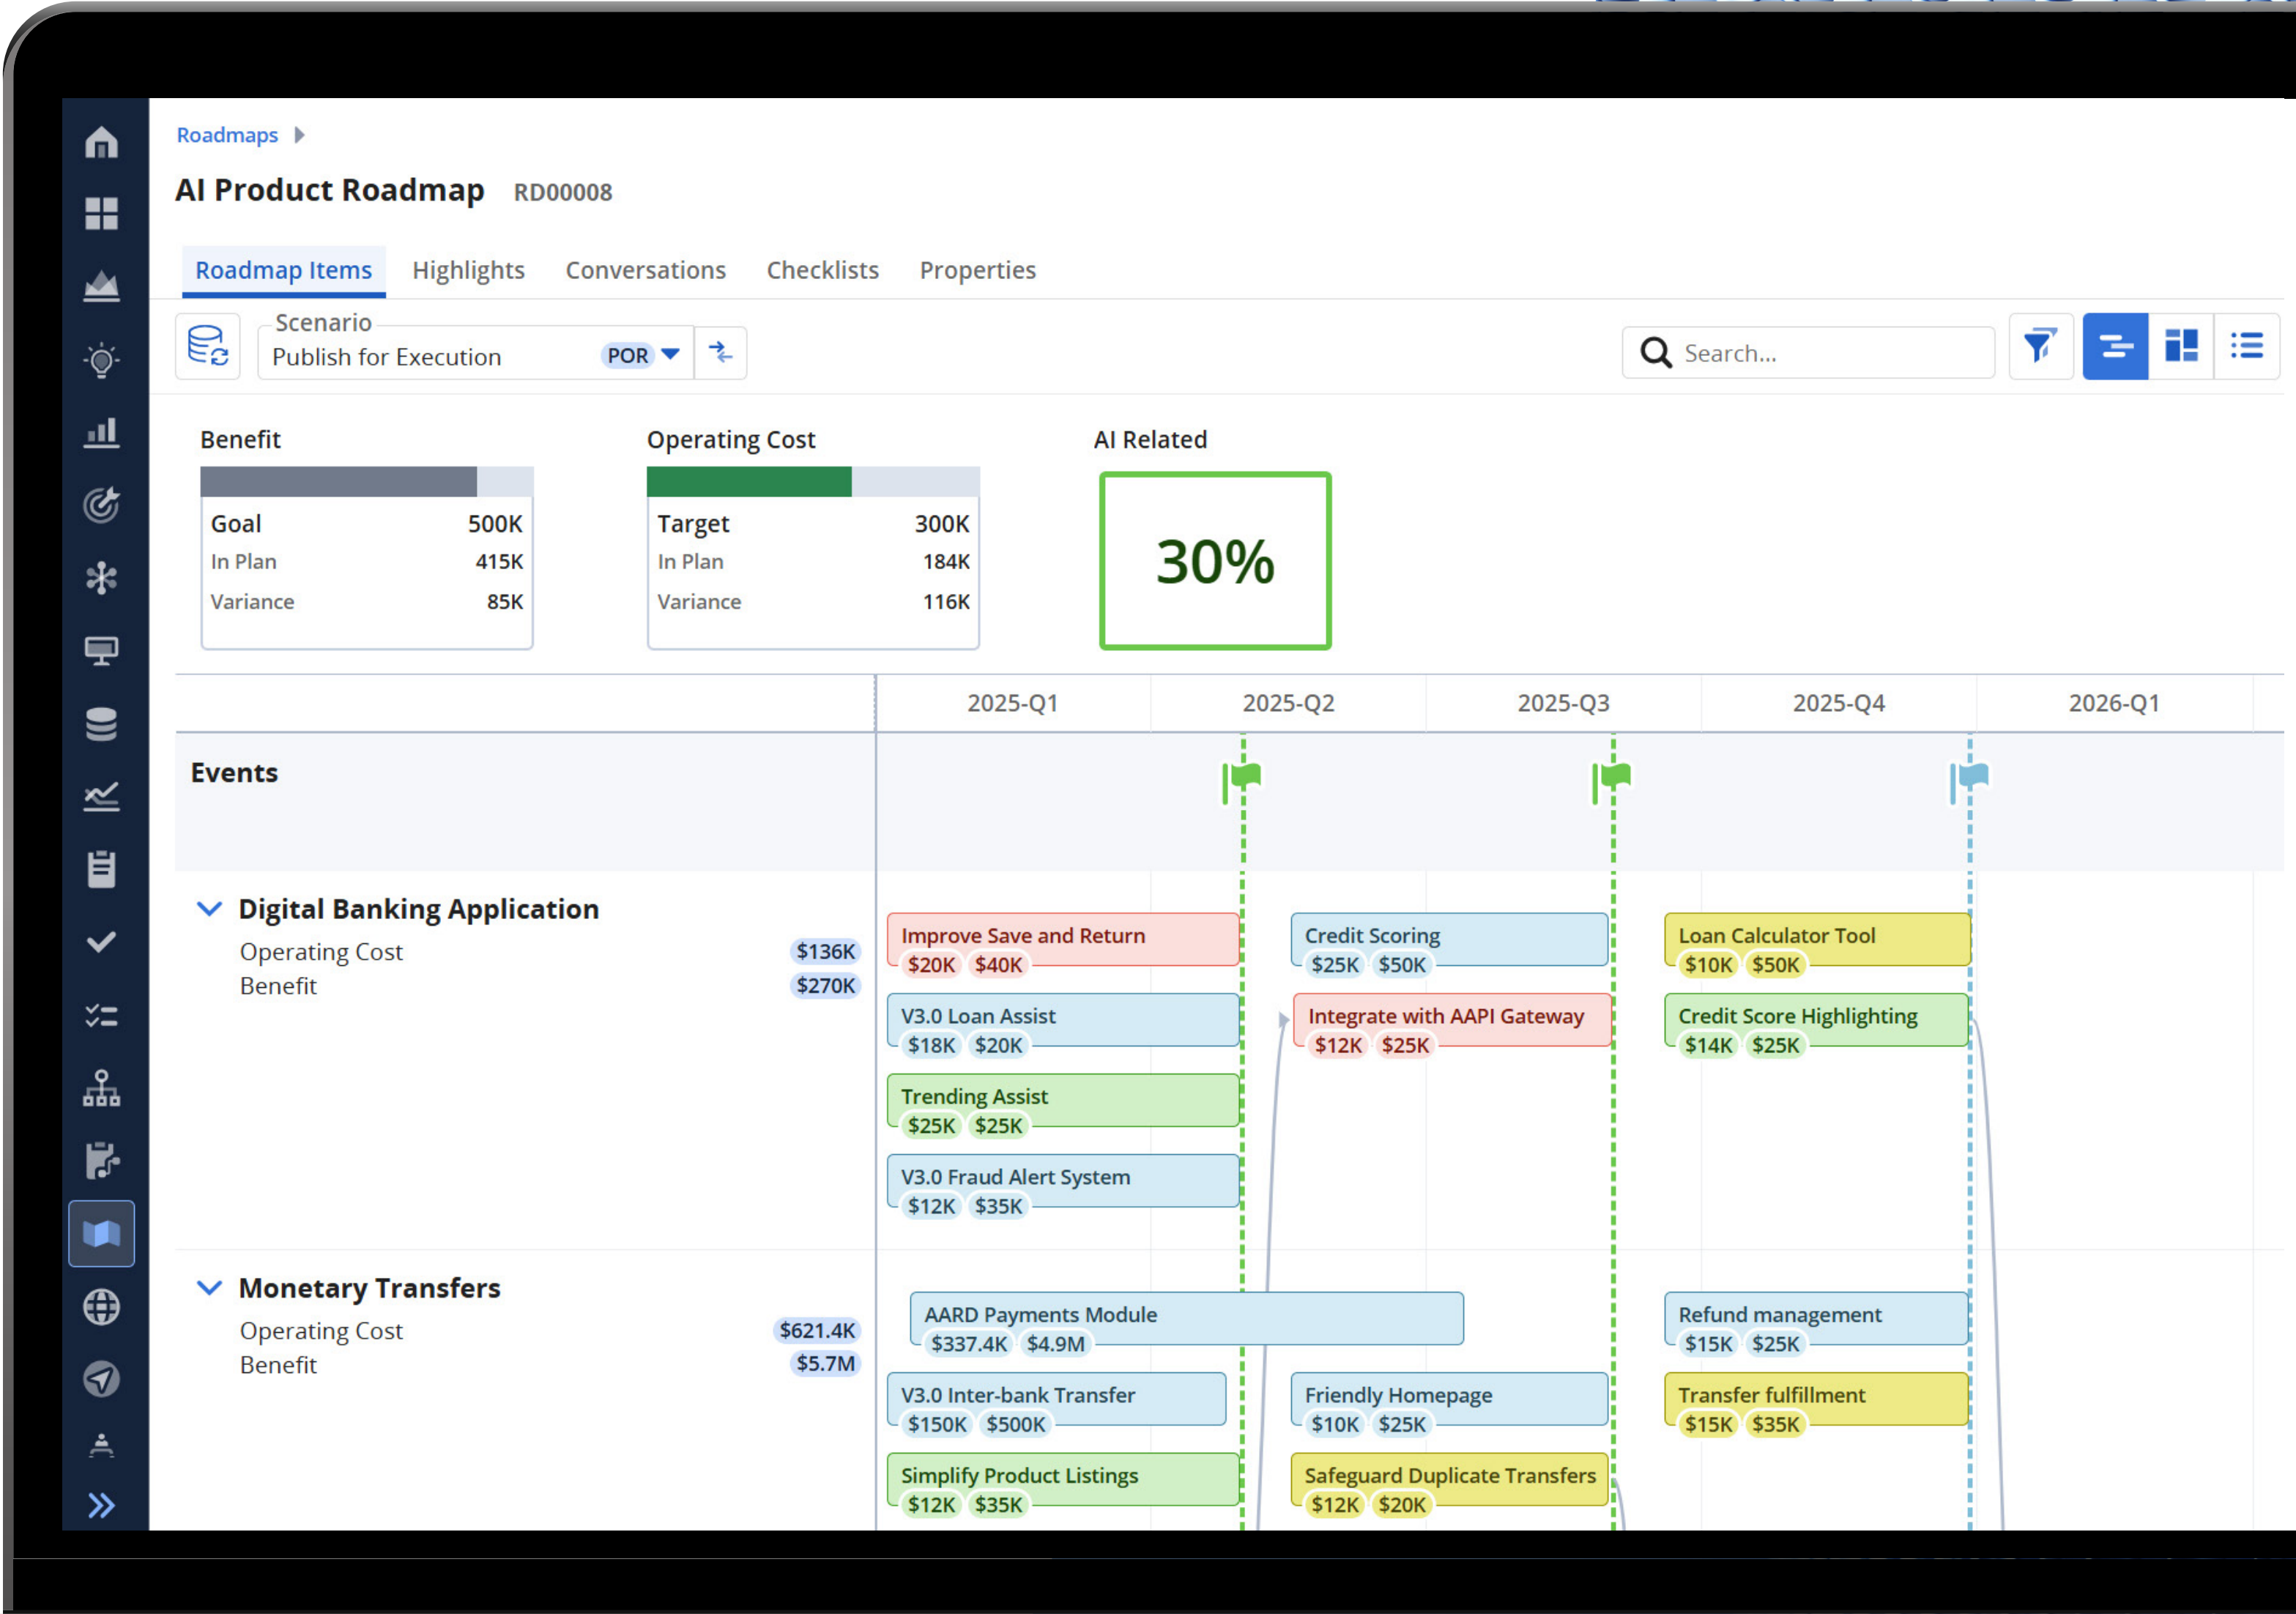 Roadmaps
AI Product Roadmap RD00008
Roadmap Items Highlights Conversations Checklists Properties
Scenario
Publish for Execution POR
Search...
Benefit
Goal 500K
In Plan 415K
Variance 85K
Operating Cost
Target 300K
In Plan 184K
Variance 116K
AI Related
30%
2025-Q1 2025-Q2 2025-Q3 2025-Q4 2026-Q1
Events
Digital Banking Application
Operating Cost $136K
Benefit $270K
Improve Save and Return
$20K $40K
Credit Scoring
$25K $50K
Loan Calculator Tool
$10K $50K
V3.0 Loan Assist
$18K $20K
Integrate with AAPI Gateway
$12K $25K
Credit Score Highlighting
$14K $25K
Trending Assist
$25K $25K
V3.0 Fraud Alert System
$12K $35K
Monetary Transfers
Operating Cost $621.4K
Benefit $5.7M
AARD Payments Module
$337.4K $4.9M
Refund management
$15K $25K
V3.0 Inter-bank Transfer
$150K $500K
Friendly Homepage
$10K $25K
Transfer fulfillment
$15K $35K
Simplify Product Listings
$12K $35K
Safeguard Duplicate Transfers
$12K $20K